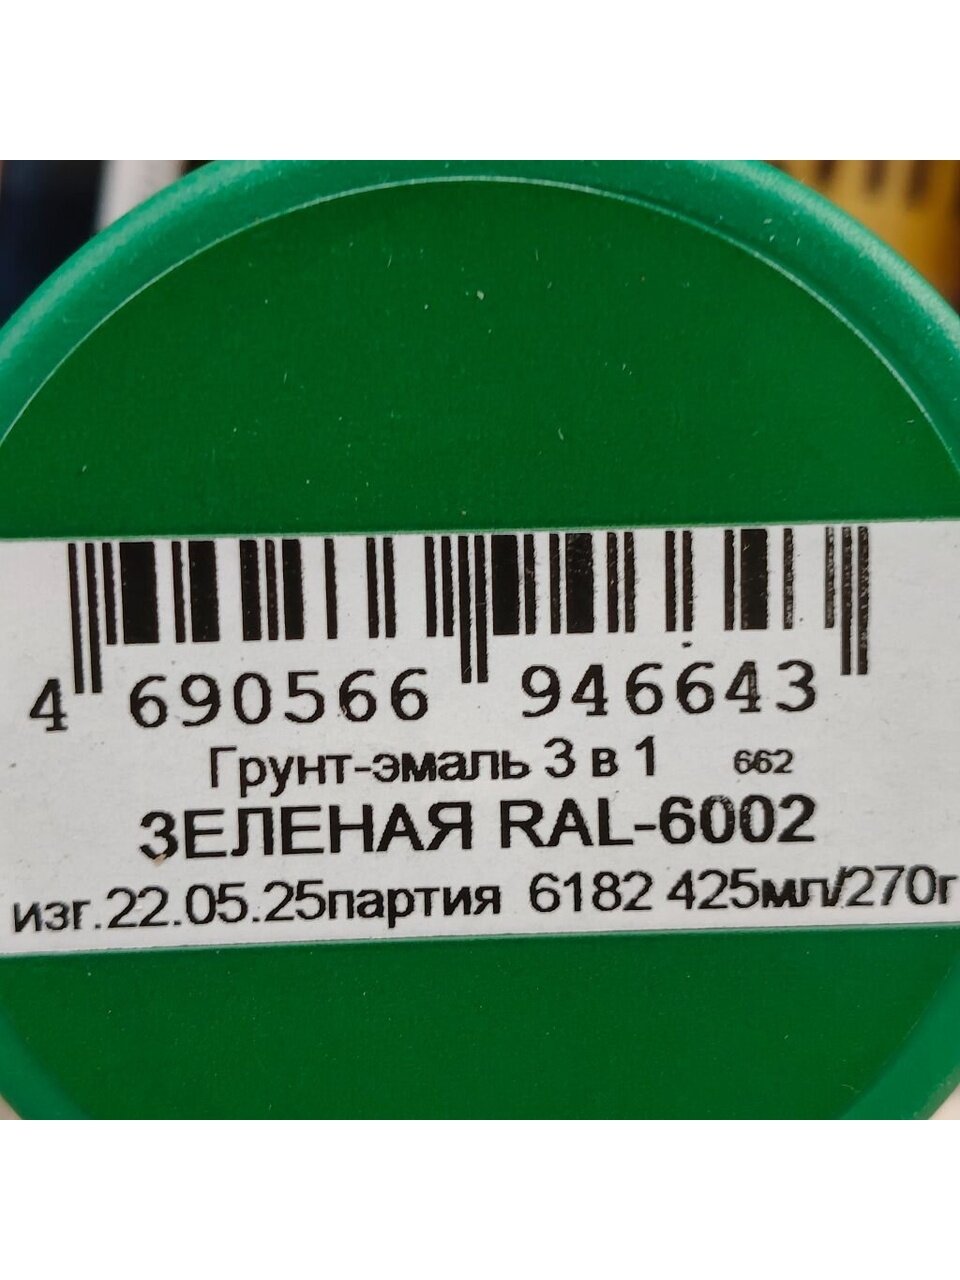 4 690566 946643
Грунт-эмаль 3 в 1 662
ЗЕЛЕНАЯ RAL-6002
изг.22.05.25партия 6182 425мл/270г